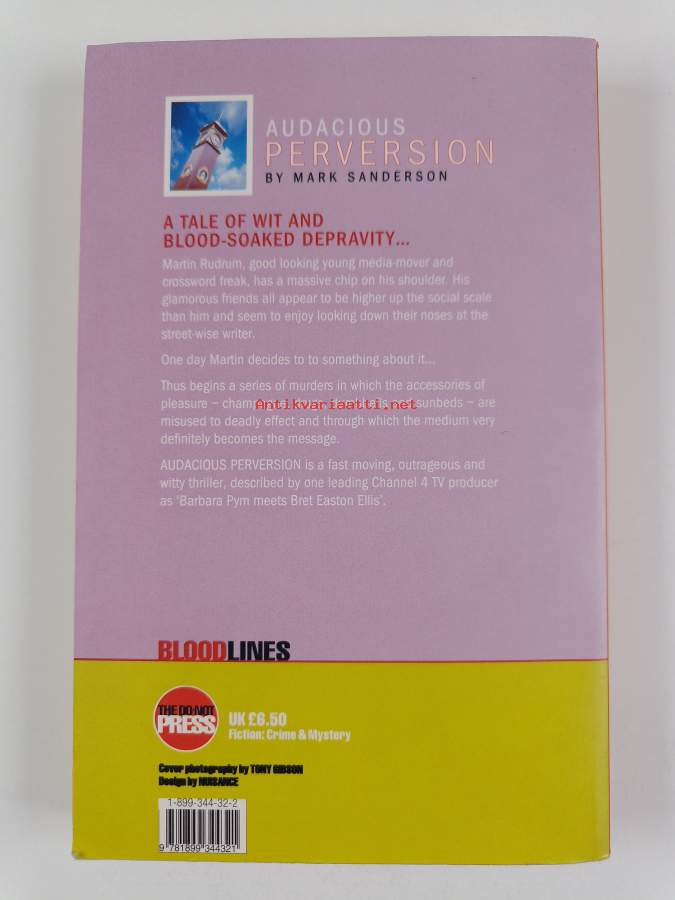 AUDACIOUS
PERVERSION
BY MARK SANDERSON
A TALE OF WIT AND
BLOOD-SOAKED DEPRAVITY...
Martin Rudrum, good looking young media-mover and
crossword freak, has a massive chip on his shoulder. His
glamorous friends all appear to be higher up the social scale
than him and seem to enjoy looking down their noses at the
street-wise writer.
One day Martin decides to to something about it...
Thus begins a series of murders in which the accessories of
pleasure – and sunbeds – are
Antikvariaatti.net
misused to deadly effect and through which the medium very
definitely becomes the message.
AUDACIOUS PERVERSION is a fast moving, outrageous and
witty thriller, described by one leading Channel 4 TV producer
as ‘Barbara Pym meets Bret Easton Ellis’.
BLOODLINES
THE DO-NOT
PRESS
UK £6.50
Fiction: Crime & Mystery
Cover photography by TONY GIBSON
Design by NUISANCE
1-899-344-32-2
9 781899 344321